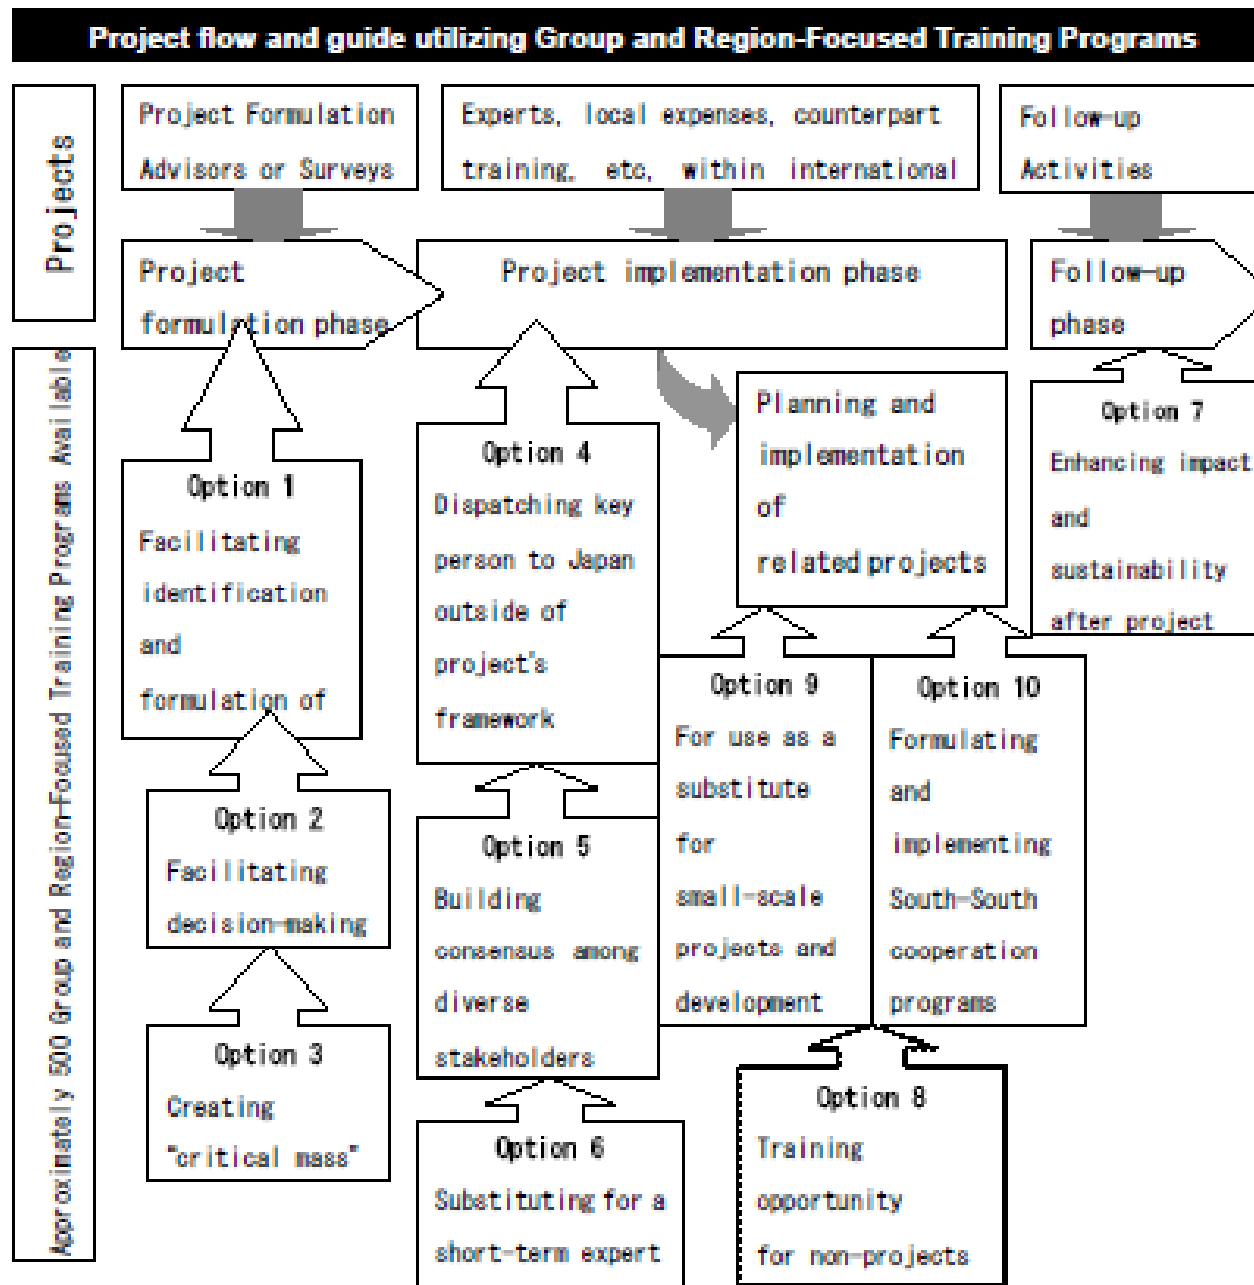 Project flow and guide utilizing Group and Region-Focused Training Programs
Projects
Project Formulation
Advisors or Surveys
Experts, local expenses, counterpart
training, etc, within international
Follow-up
Activities
Project
formulation phase
Project implementation phase
Follow-up
phase
Approximately 500 Group and Region-Focused Training Programs Available
Option 1
Facilitating
identification
and
formulation of
Option 2
Facilitating
decision-making
Option 3
Creating
"critical mass"
Option 4
Dispatching key
person to Japan
outside of
project's
framework
Option 5
Building
consensus among
diverse
stakeholders
Option 6
Substituting for a
short-term expert
Planning and
implementation
of
related projects
Option 9
For use as a
substitute
for
small-scale
projects and
development
Option 10
Formulating
and
implementing
South-South
cooperation
programs
Option 8
Training
opportunity
for non-projects
Option 7
Enhancing impact
and
sustainability
after project